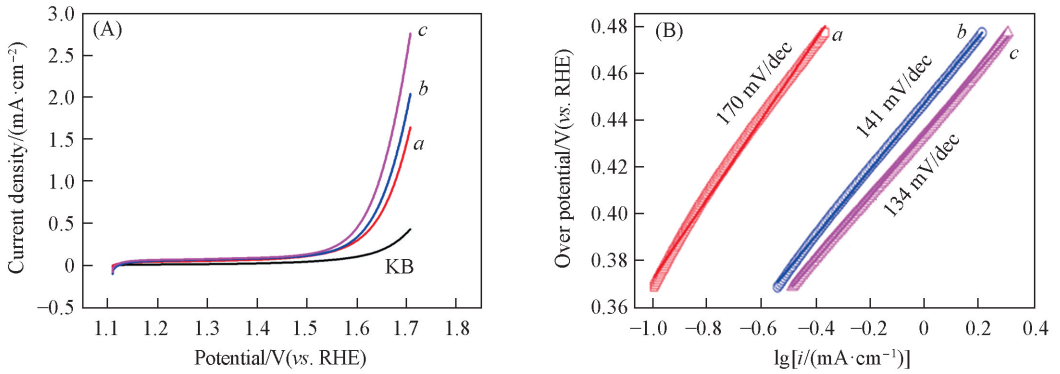 (A)
3.0
2.5
2.0
1.5
1.0
0.5
0
−0.5
Current density/(mA·cm⁻²)
c
b
a
KB
1.1 1.2 1.3 1.4 1.5 1.6 1.7 1.8
Potential/V(vs. RHE)
(B)
0.48
0.46
0.44
0.42
0.40
0.38
0.36
Over potential/V(vs. RHE)
a
b
c
170 mV/dec
141 mV/dec
134 mV/dec
−1.0 −0.8 −0.6 −0.4 −0.2 0 0.2 0.4
lg[i/(mA·cm⁻¹)]